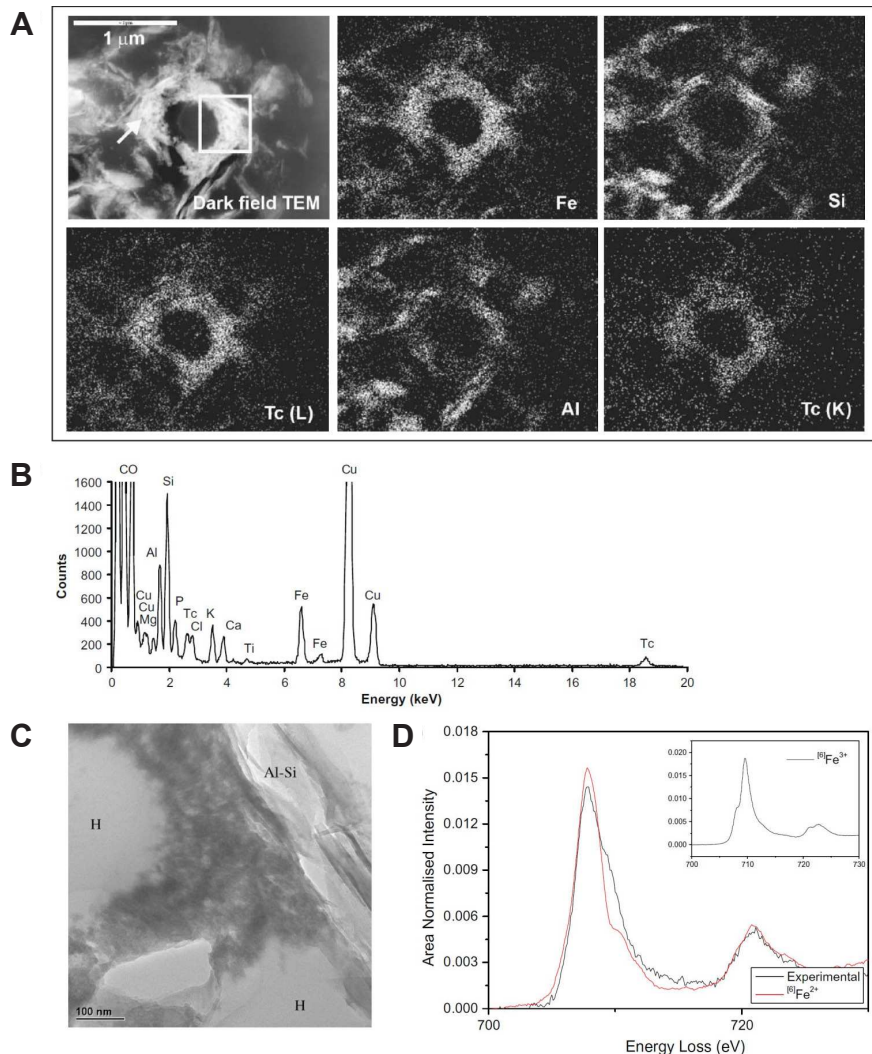 A
1 μm
Dark field TEM
Fe
Si
Tc (L)
Al
Tc (K)
B
1600
1400
1200
1000
800
600
400
200
0
Counts
CO
Cu
Cu
Mg
Al
Si
P
Tc
Cl
K
Ca
Ti
Fe
Fe
Cu
Cu
Tc
0 2 4 6 8 10 12 14 16 18 20
Energy (keV)
C
H
Al-Si
H
100 nm
D
0.018
0.015
0.012
0.009
0.006
0.003
0.000
Area Normalised Intensity
0.020
0.015
0.010
0.005
0.000
[6]Fe3+
700 710 720 730
Experimental
[6]Fe2+
700 720
Energy Loss (eV)